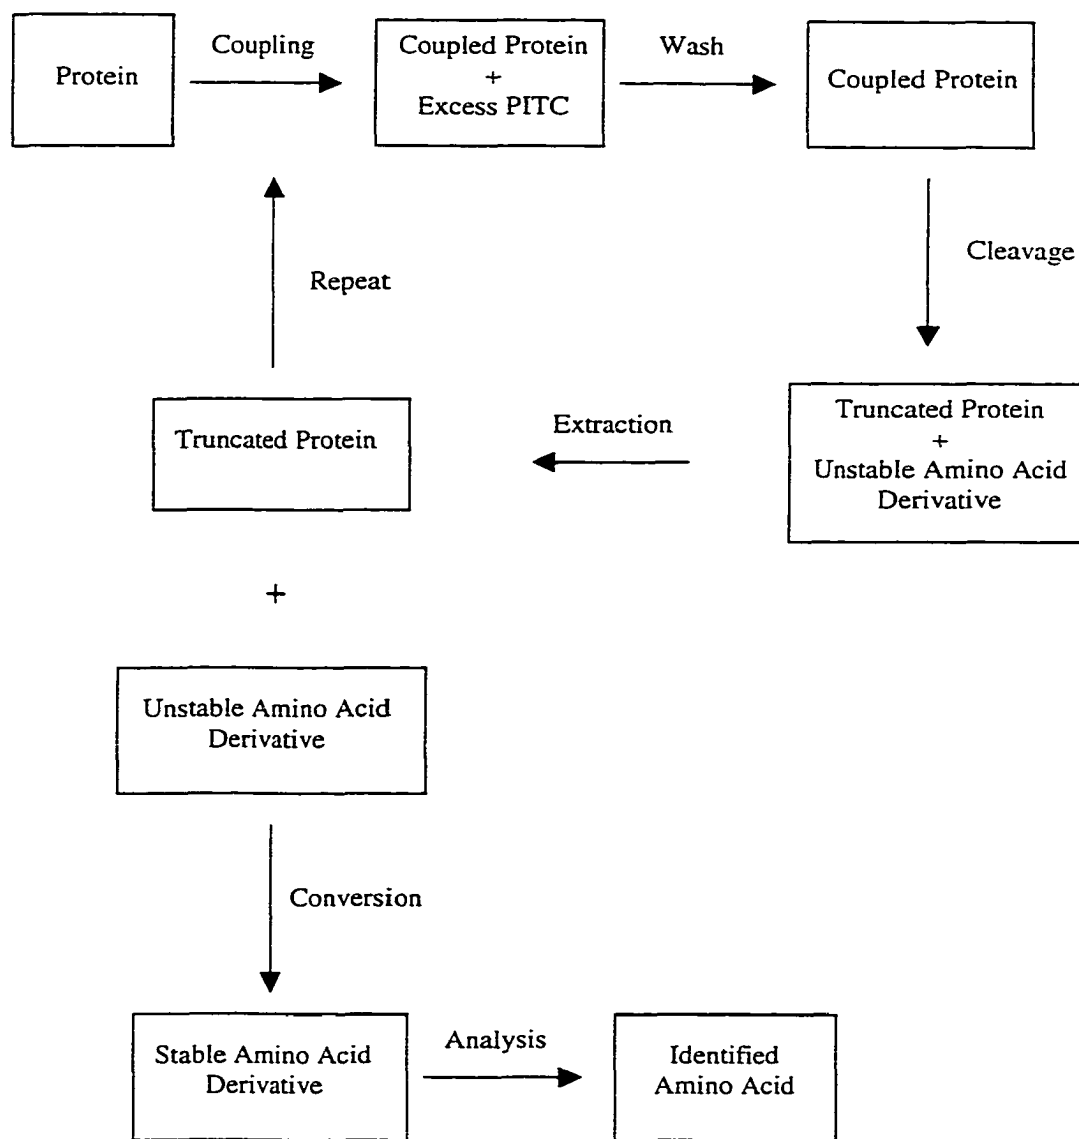 Protein
Coupling
Coupled Protein
+
Excess PITC
Wash
Coupled Protein
Cleavage
Truncated Protein
+
Unstable Amino Acid
Derivative
Extraction
Truncated Protein
Repeat
+
Unstable Amino Acid
Derivative
Conversion
Stable Amino Acid
Derivative
Analysis
Identified
Amino Acid